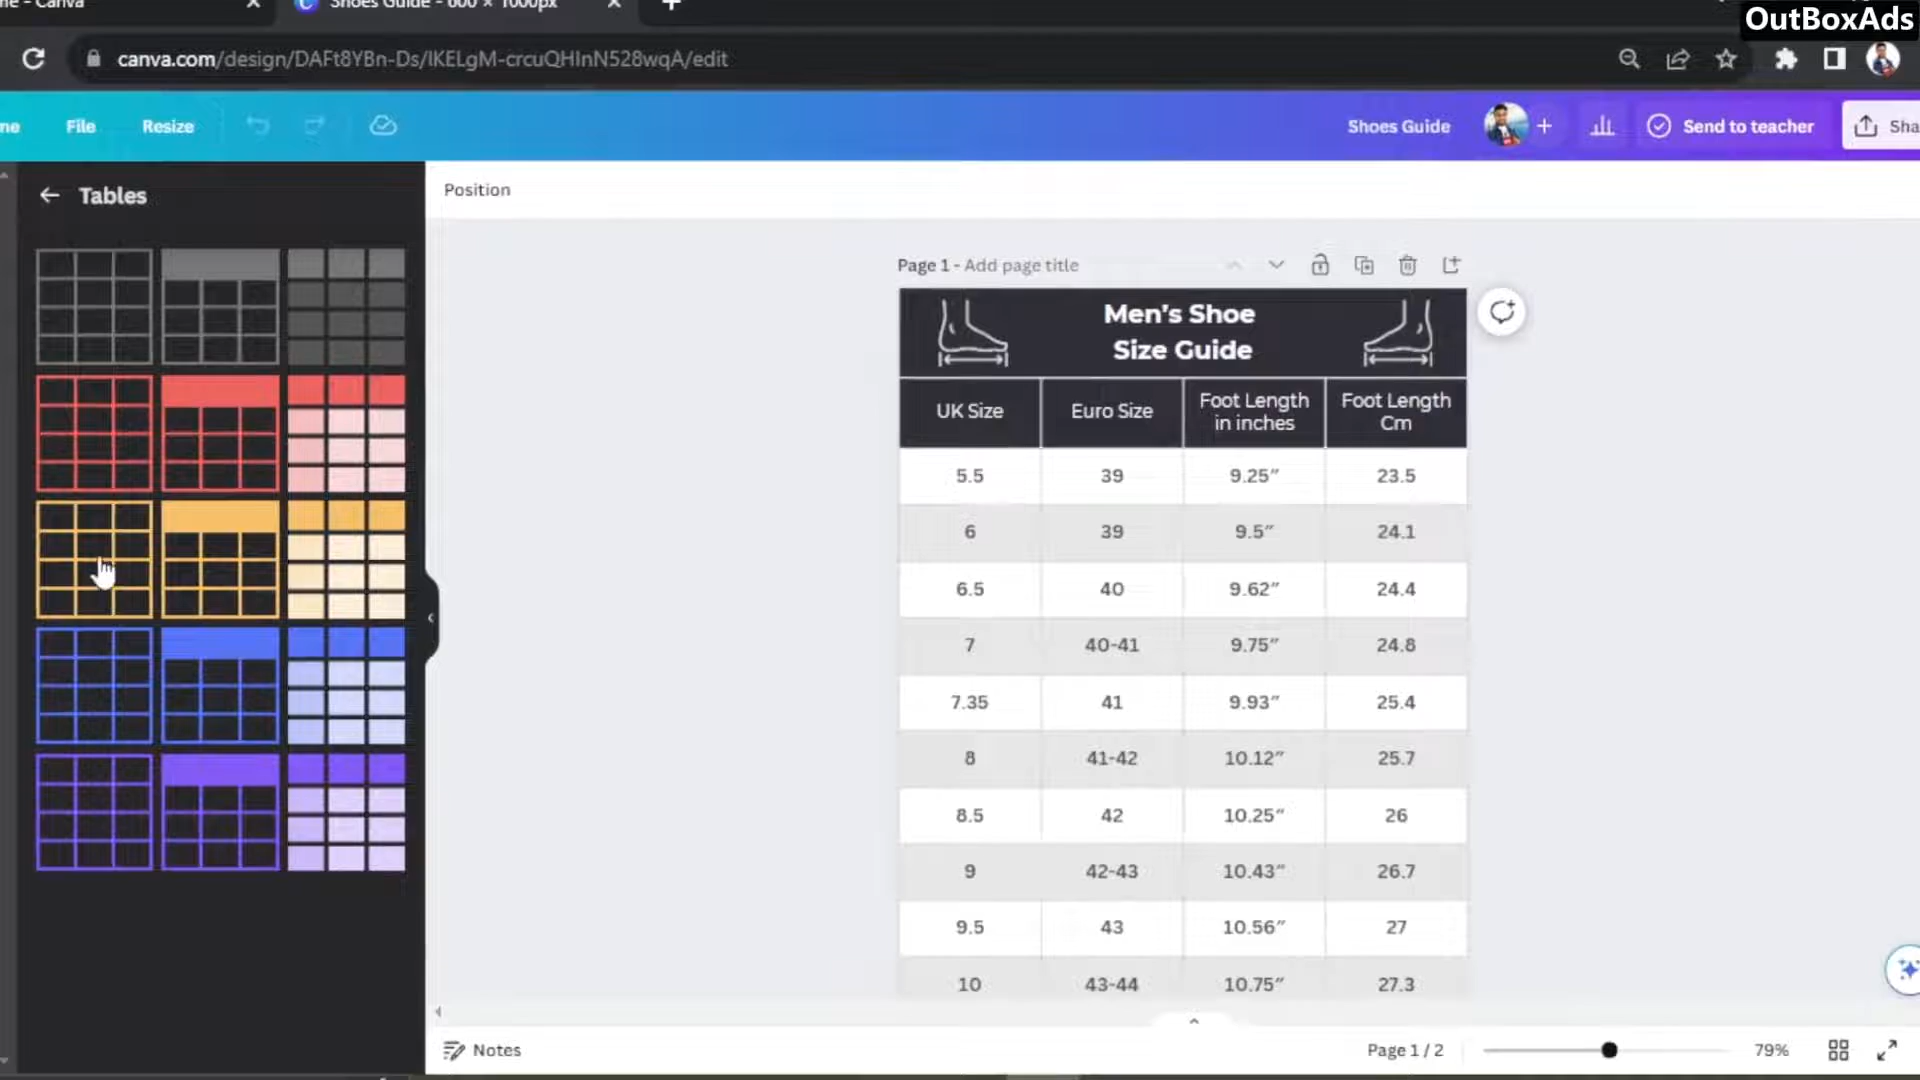 Canva
Shoes Guide - 600 × 1000px
OutBoxAds
canva.com/design/DAFt8YBn-Ds/IKELgM-crcuQHInN528wqA/edit
File
Resize
Shoes Guide
Send to teacher
Tables
Position
Page 1 - Add page title
Men's Shoe
Size Guide
UK Size Euro Size Foot Length in inches Foot Length Cm
5.5 39 9.25″ 23.5
6 39 9.5″ 24.1
6.5 40 9.62″ 24.4
7 40-41 9.75″ 24.8
7.35 41 9.93″ 25.4
8 41-42 10.12″ 25.7
8.5 42 10.25″ 26
9 42-43 10.43″ 26.7
9.5 43 10.56″ 27
10 43-44 10.75″ 27.3
Notes
Page 1 / 2
79%